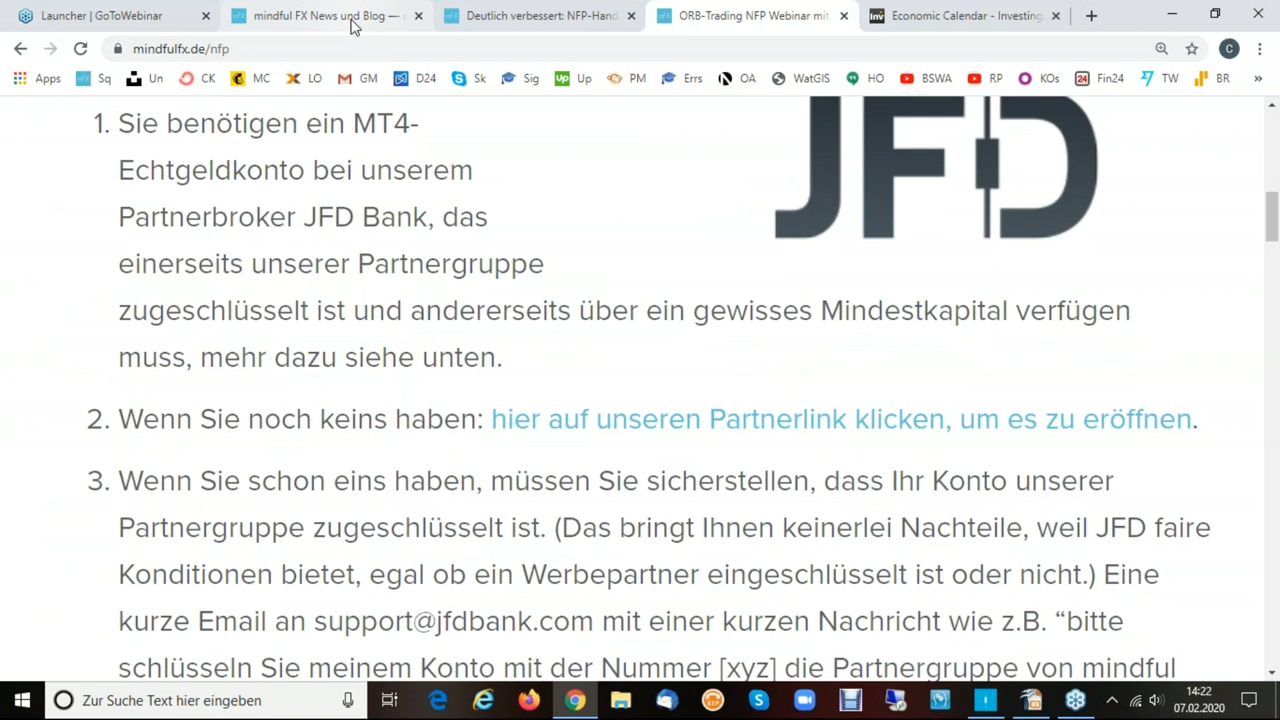 Launcher | GoToWebinar
mindful FX News und Blog —
Deutlich verbessert: NFP-Hand
ORB-Trading NFP Webinar mit
Economic Calendar - Investing.
mindfulfx.de/nfp
C
Apps Sq Un CK MC LO GM D24 Sk Sig Up PM Errs OA WatGIS HO BSWA RP KOs Fin24 TW BR »
JFD
1. Sie benötigen ein MT4-
Echtgeldkonto bei unserem
Partnerbroker JFD Bank, das
einerseits unserer Partnergruppe
zugeschlüsselt ist und andererseits über ein gewisses Mindestkapital verfügen
muss, mehr dazu siehe unten.
2. Wenn Sie noch keins haben: hier auf unseren Partnerlink klicken, um es zu eröffnen.
3. Wenn Sie schon eins haben, müssen Sie sicherstellen, dass Ihr Konto unserer
Partnergruppe zugeschlüsselt ist. (Das bringt Ihnen keinerlei Nachteile, weil JFD faire
Konditionen bietet, egal ob ein Werbepartner eingeschlüsselt ist oder nicht.) Eine
kurze Email an support@jfdbank.com mit einer kurzen Nachricht wie z.B. “bitte
schlüsseln Sie meinem Konto mit der Nummer [xyz] die Partnergruppe von mindful
Zur Suche Text hier eingeben
14:22
07.02.2020